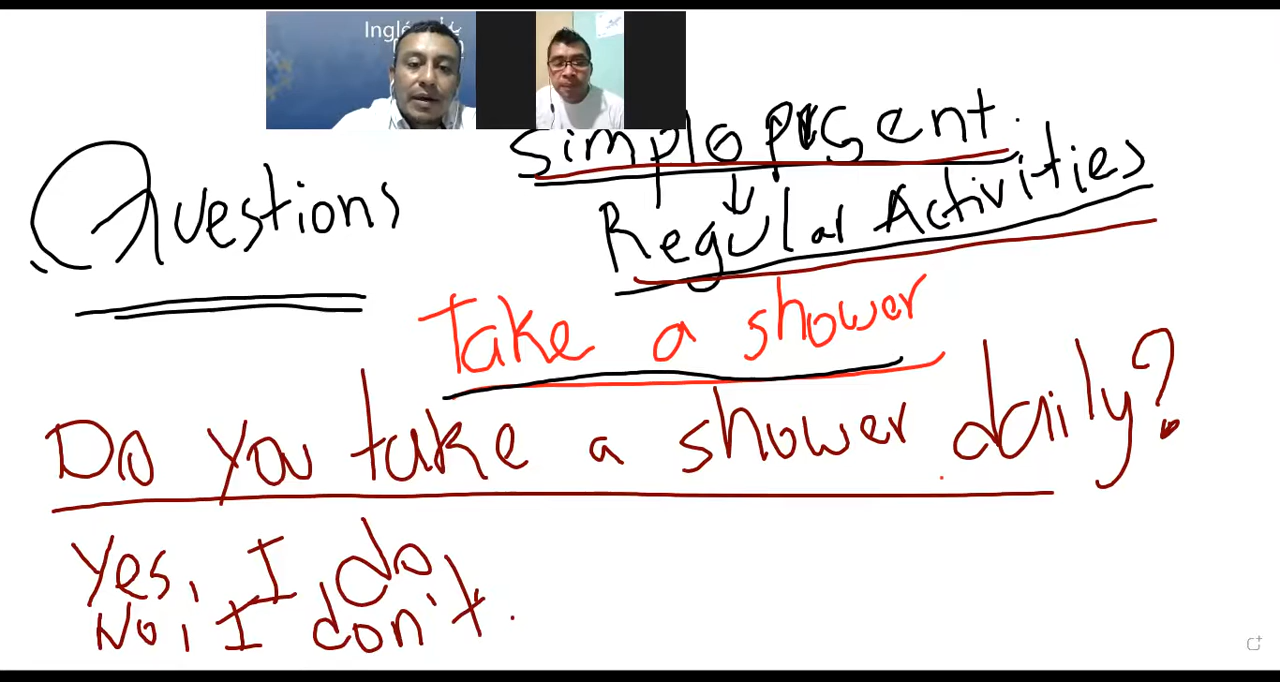 Inglés
Simple Present.
Questions
Regular Activities
take a shower
Do you take a shower daily?
Yes, I do
No, I don't.